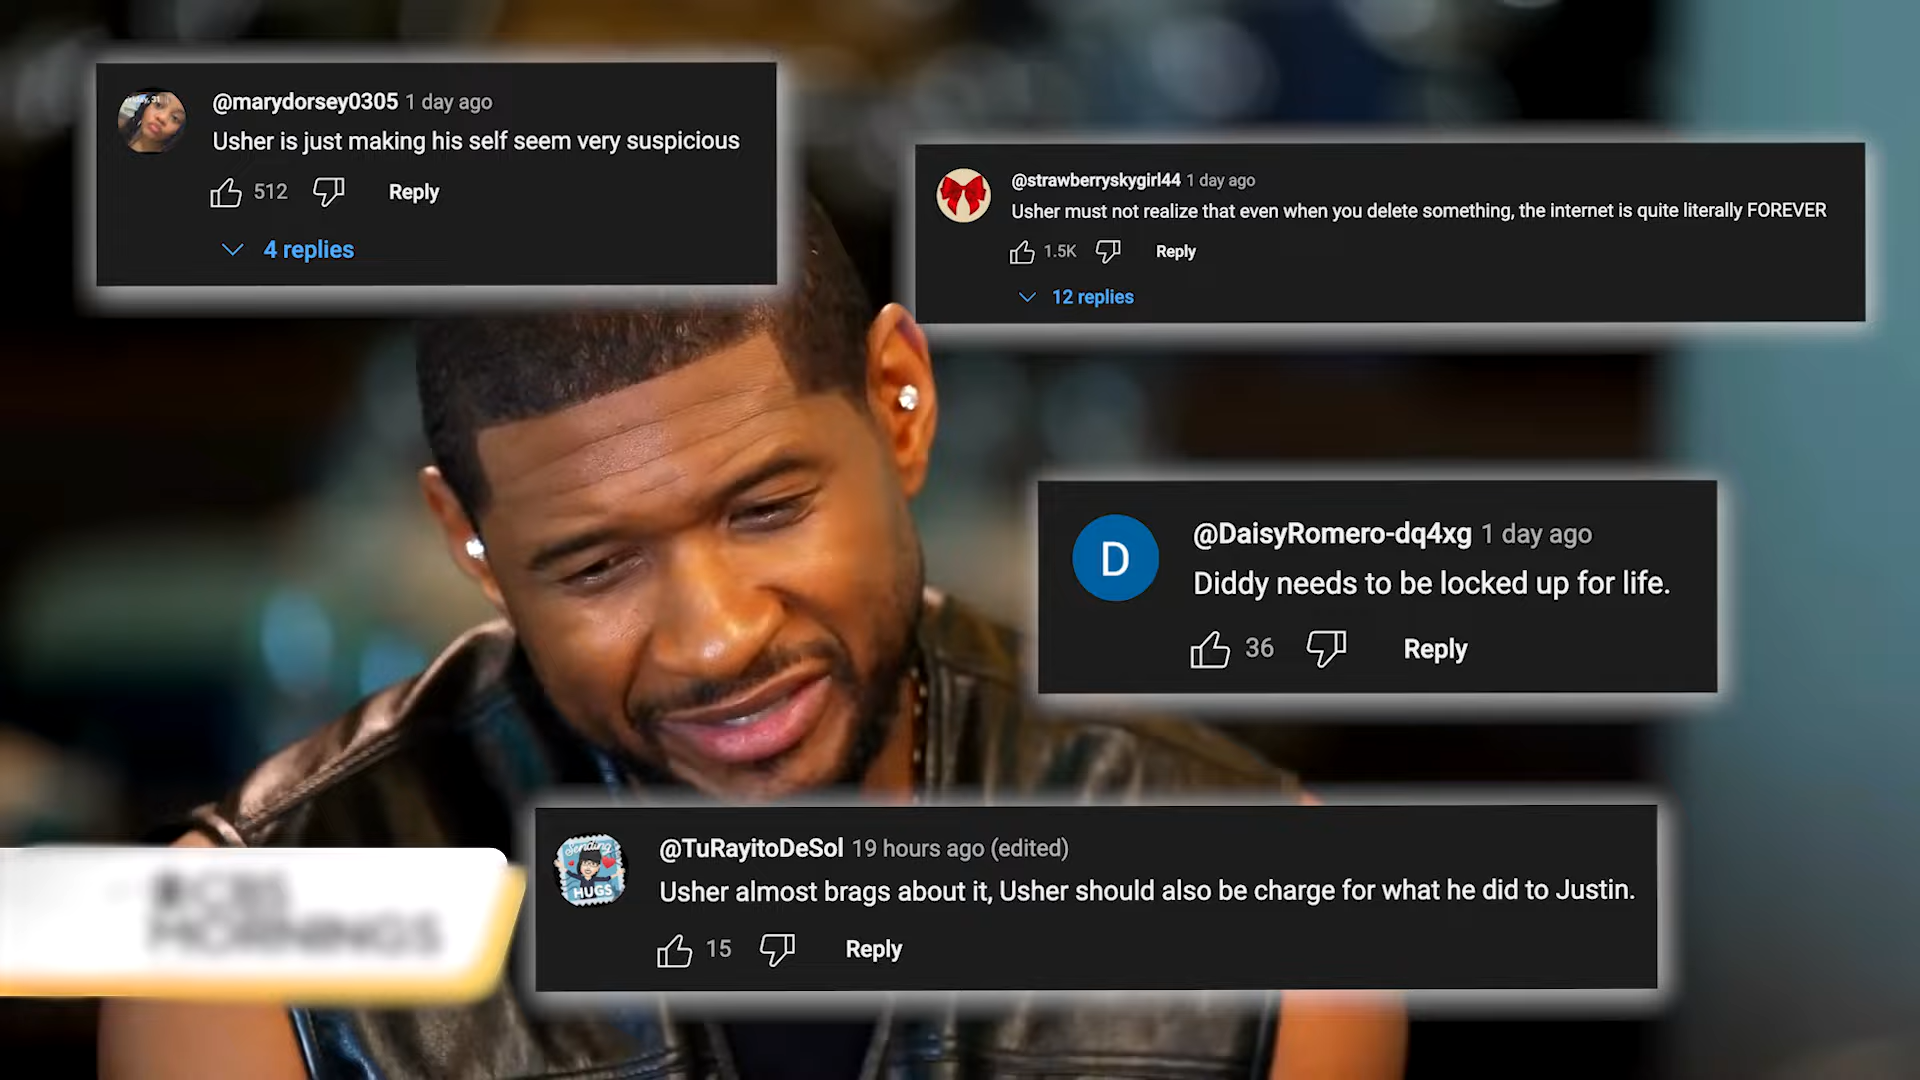 @marydorsey0305 1 day ago
Usher is just making his self seem very suspicious
512 Reply
4 replies
@strawberryskygirl44 1 day ago
Usher must not realize that even when you delete something, the internet is quite literally FOREVER
1.5K Reply
12 replies
D
@DaisyRomero-dq4xg 1 day ago
Diddy needs to be locked up for life.
36 Reply
Sending
HUGS
@TuRayitoDeSol 19 hours ago (edited)
Usher almost brags about it, Usher should also be charge for what he did to Justin.
15 Reply
CBS
MORNINGS